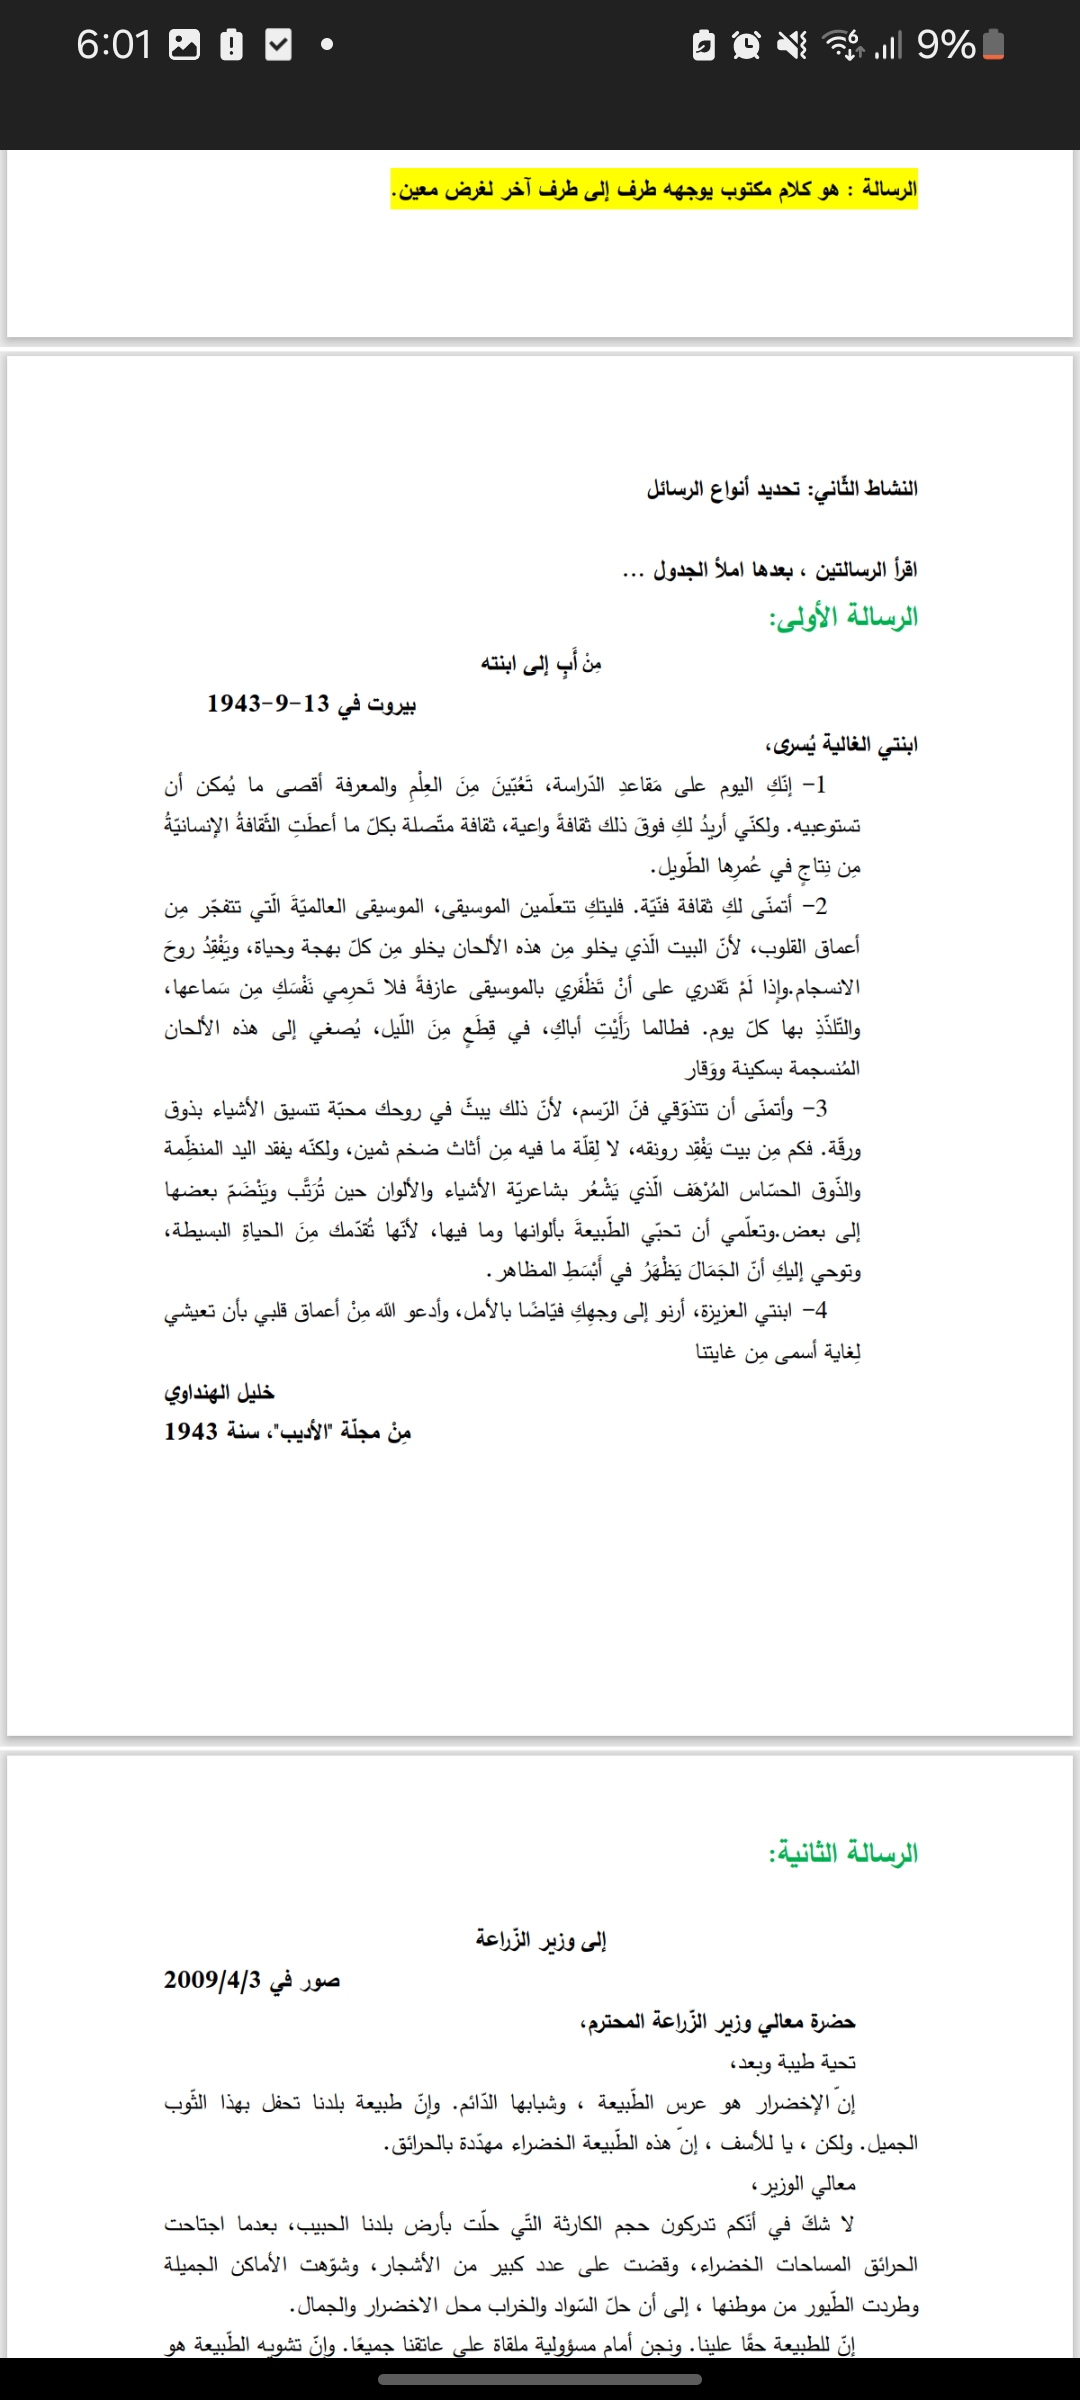 6:01
9%
الرسالة : هو كلام مكتوب يوجهه طرف إلى طرف آخر لغرض معين.
النشاط الثّاني: تحديد أنواع الرسائل
اقرأ الرسالتين ، بعدها املأ الجدول ...
الرسالة الأولى:
مِنْ أَبٍ إلى ابنته
بيروت في 13-9-1943
ابنتي الغالية يُسرى،
1- إنّكِ اليوم على مَقاعدِ الدّراسة، تَعُبّينَ مِنَ العِلْمِ والمعرفة أقصى ما يُمكن أن
تستوعبيه. ولكنّي أريدُ لكِ فوقَ ذلك ثقافةً واعية، ثقافة متّصلة بكلّ ما أعطَتِ الثّقافةُ الإنسانيّةُ
مِن نِتاجٍ في عُمرِها الطّويل.
2- أتمنّى لكِ ثقافة فنّيّة. فليتكِ تتعلّمين الموسيقى، الموسيقى العالميّةَ الّتي تتفجّر مِن
أعماق القلوب، لأنّ البيت الّذي يخلو مِن هذه الألحان يخلو مِن كلّ بهجة وحياة، ويَفْقِدُ روحَ
الانسجام.وإذا لَمْ تَقدري على أنْ تَظْفَري بالموسيقى عازفةً فلا تَحرِمي نَفْسَكِ مِن سَماعها،
والتّلذّذِ بها كلّ يوم. فطالما رَأَيْتِ أباكِ، في قِطَعٍ مِنَ اللّيل، يُصغي إلى هذه الألحان
المُنسجمة بسكينة ووَقار
3- وأتمنّى أن تتذوّقي فنّ الرّسم، لأنّ ذلك يبثّ في روحك محبّة تنسيق الأشياء بذوق
ورقّة. فكم مِن بيت يَفْقِد رونقه، لا لِقلّة ما فيه مِن أثاث ضخم ثمين، ولكنّه يفقد اليد المنظِّمة
والذّوق الحسّاس المُرْهَف الّذي يَشْعُر بشاعريّة الأشياء والألوان حين تُرَتَّب ويَنْضَمّ بعضها
إلى بعض.وتعلّمي أن تحبّي الطّبيعةَ بألوانها وما فيها، لأنّها تُقدّمك مِنَ الحياةِ البسيطة،
وتوحي إليكِ أنّ الجَمَالَ يَظْهَرُ في أَبْسَطِ المظاهر.
4- ابنتي العزيزة، أرنو إلى وجهِكِ فيّاضًا بالأمل، وأدعو الله مِنْ أعماق قلبي بأن تعيشي
لِغاية أسمى مِن غايتنا
خليل الهنداوي
مِنْ مجلّة "الأديب"، سنة 1943
الرسالة الثانية:
إلى وزير الزّراعة
صور في 2009/4/3
حضرة معالي وزير الزّراعة المحترم،
تحية طيبة وبعد،
إنّ الإخضرار هو عرس الطّبيعة ، وشبابها الدّائم. وإنّ طبيعة بلدنا تحفل بهذا الثّوب
الجميل. ولكن ، يا للأسف ، إنّ هذه الطّبيعة الخضراء مهدّدة بالحرائق.
معالي الوزير،
لا شكّ في أنّكم تدركون حجم الكارثة التّي حلّت بأرض بلدنا الحبيب، بعدما اجتاحت
الحرائق المساحات الخضراء، وقضت على عدد كبير من الأشجار، وشوّهت الأماكن الجميلة
وطردت الطّيور من موطنها ، إلى أن حلّ السّواد والخراب محل الاخضرار والجمال.
إنّ للطبيعة حقّا علينا. ونحن أمام مسؤولية ملقاة على عاتقنا جميعًا. وإنّ تشويه الطّبيعة هو